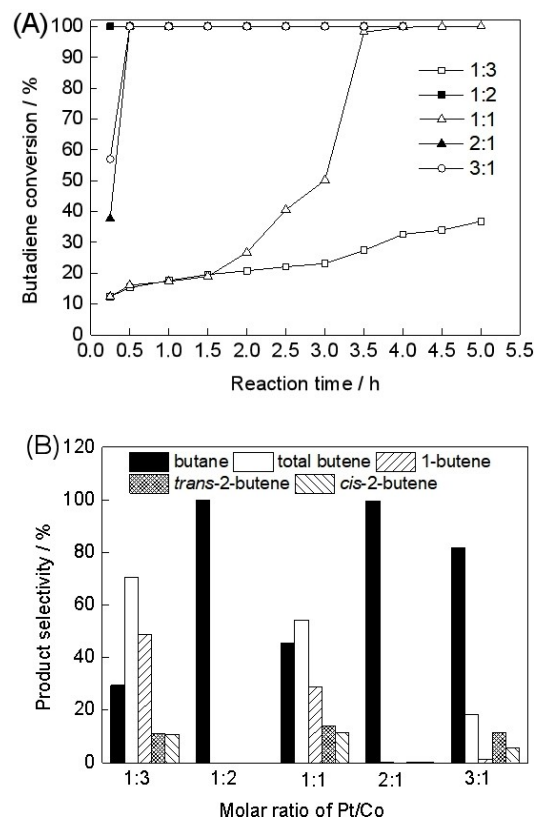 (A)
100
90
80
70
60
50
40
30
20
10
0
Butadiene conversion / %
1:3
1:2
1:1
2:1
3:1
0.0 0.5 1.0 1.5 2.0 2.5 3.0 3.5 4.0 4.5 5.0 5.5
Reaction time / h
(B)
120
100
80
60
40
20
0
Product selectivity / %
butane total butene 1-butene
trans-2-butene cis-2-butene
1:3 1:2 1:1 2:1 3:1
Molar ratio of Pt/Co